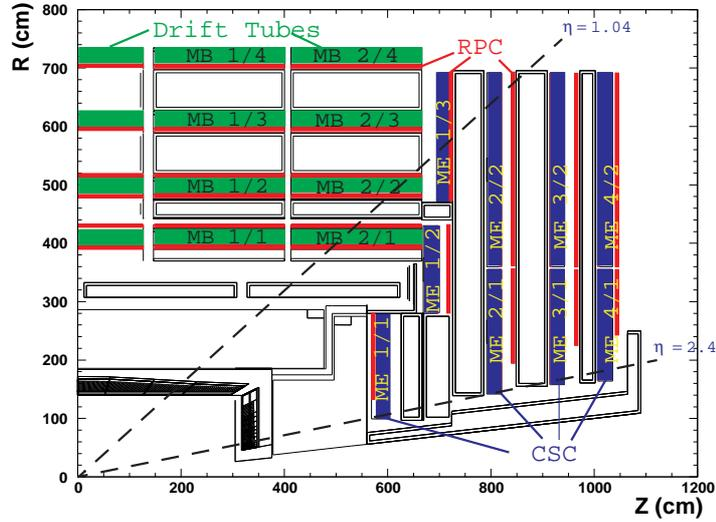 R (cm)
800
700
600
500
400
300
200
100
0
Drift Tubes
η = 1.04
RPC
MB 1/4
MB 2/4
MB 1/3
MB 2/3
MB 1/2
MB 2/2
MB 1/1
MB 2/1
ME 1/3
ME 1/2
ME 1/1
ME 2/2
ME 2/1
ME 3/2
ME 3/1
ME 4/2
ME 4/1
η = 2.4
CSC
0
200
400
600
800
1000
1200
Z (cm)